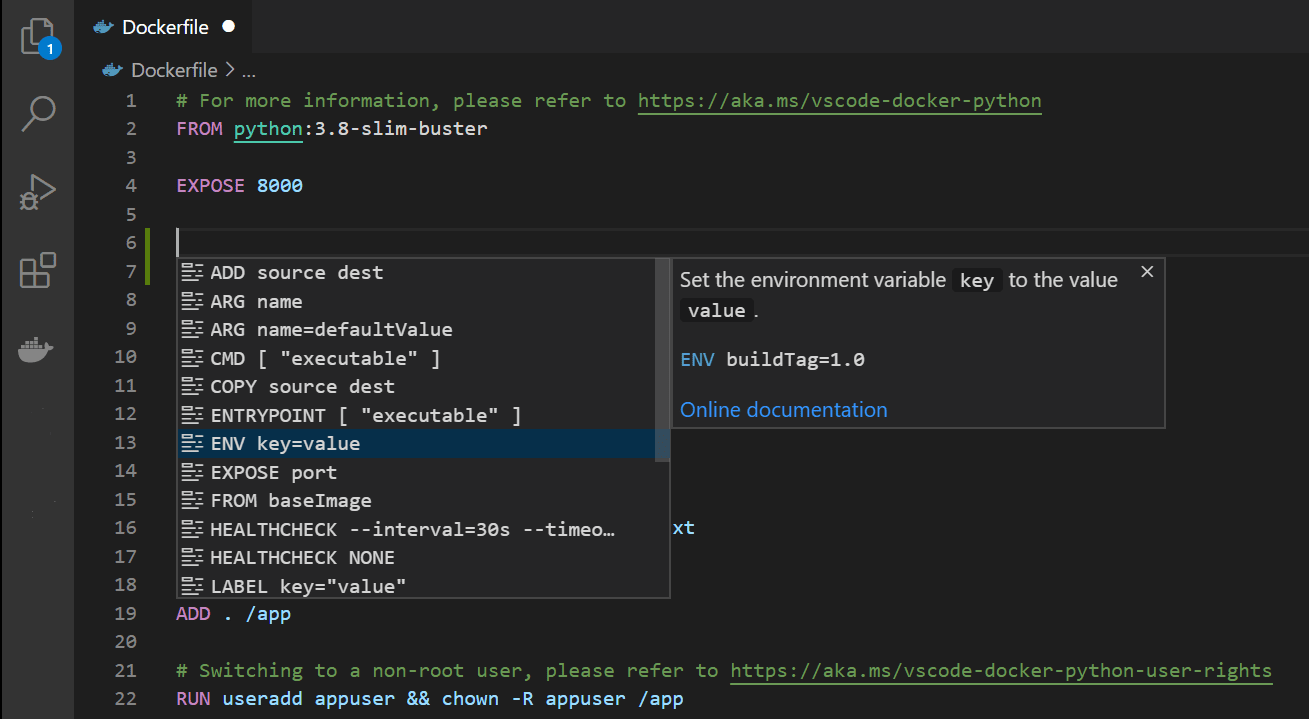 Dockerfile
1
Dockerfile > ...
1 # For more information, please refer to https://aka.ms/vscode-docker-python
2 FROM python:3.8-slim-buster
3
4 EXPOSE 8000
5
6
7 ADD source dest
8 ARG name
9 ARG name=defaultValue
10 CMD [ "executable" ]
11 COPY source dest
12 ENTRYPOINT [ "executable" ]
13 ENV key=value
14 EXPOSE port
15 FROM baseImage
16 HEALTHCHECK --interval=30s --timeo… xt
17 HEALTHCHECK NONE
18 LABEL key="value"
Set the environment variable key to the value
value.
ENV buildTag=1.0
Online documentation
19 ADD . /app
20
21 # Switching to a non-root user, please refer to https://aka.ms/vscode-docker-python-user-rights
22 RUN useradd appuser && chown -R appuser /app